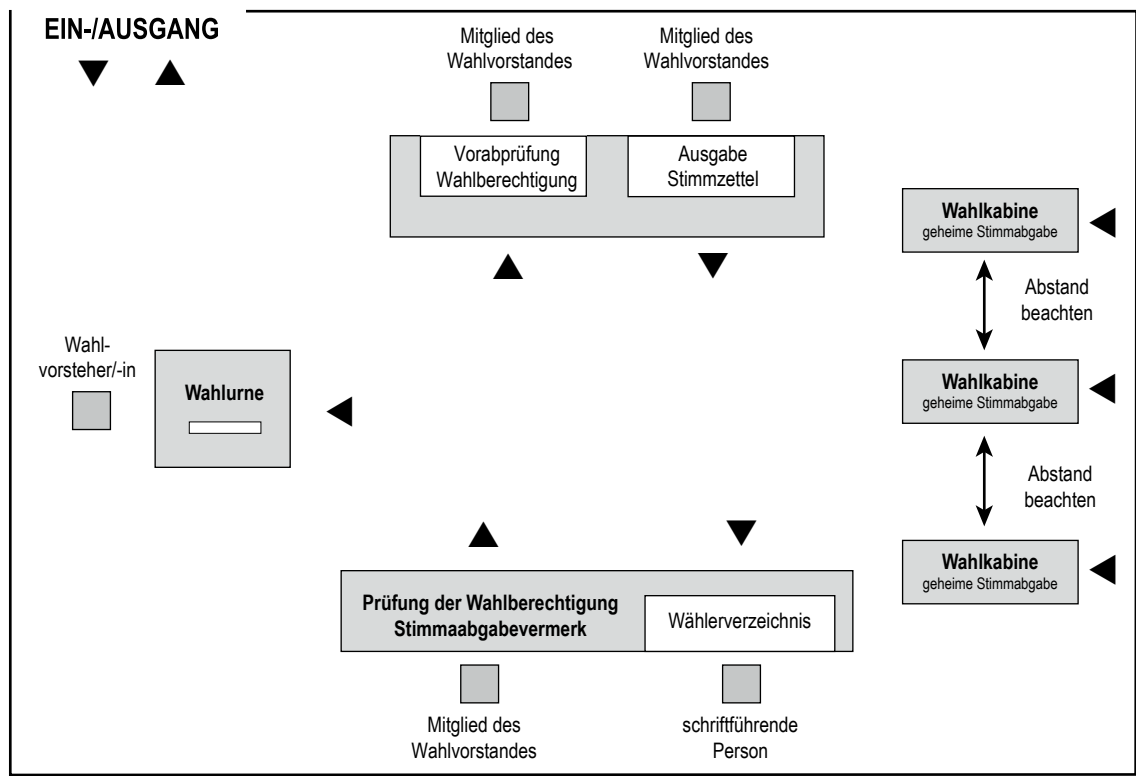 EIN-/AUSGANG
Mitglied des
Wahlvorstandes
Mitglied des
Wahlvorstandes
Vorabprüfung
Wahlberechtigung
Ausgabe
Stimmzettel
Wahlkabine
geheime Stimmabgabe
Abstand
beachten
Wahl-
vorsteher/-in
Wahlurne
Wahlkabine
geheime Stimmabgabe
Abstand
beachten
Wahlkabine
geheime Stimmabgabe
Prüfung der Wahlberechtigung
Stimmaabgabevermerk
Wählerverzeichnis
Mitglied des
Wahlvorstandes
schriftführende
Person